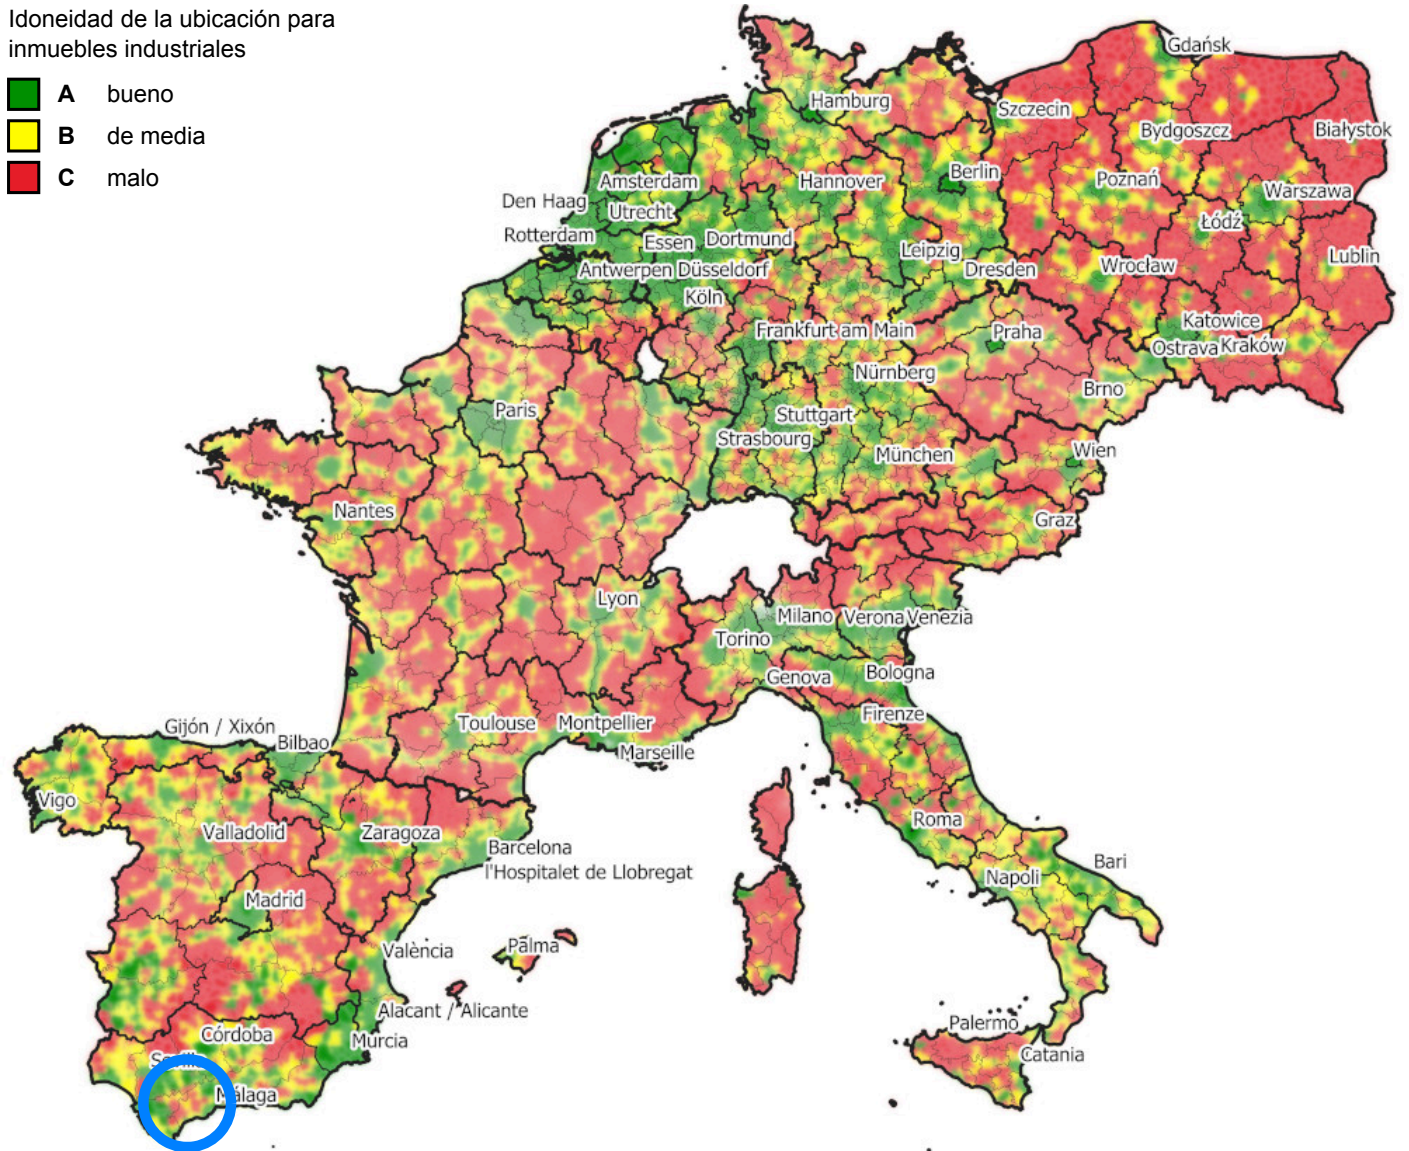 Idoneidad de la ubicación para
inmuebles industriales
A bueno
B de media
C malo
Gdańsk
Hamburg
Szczecin
Bydgoszcz
Białystok
Amsterdam
Hannover
Berlin
Poznań
Warszawa
Den Haag
Utrecht
Łódź
Rotterdam
Essen
Dortmund
Leipzig
Lublin
Antwerpen
Düsseldorf
Dresden
Wrocław
Köln
Frankfurt am Main
Praha
Katowice
Ostrava
Kraków
Nürnberg
Brno
Paris
Stuttgart
Strasbourg
München
Wien
Nantes
Graz
Lyon
Milano
Verona
Venezia
Torino
Genova
Bologna
Firenze
Gijón / Xixón
Bilbao
Toulouse
Montpellier
Marseille
Vigo
Valladolid
Zaragoza
Roma
Barcelona
l'Hospitalet de Llobregat
Bari
Napoli
Madrid
València
Palma
Alacant / Alicante
Palermo
Córdoba
Murcia
Catania
Málaga